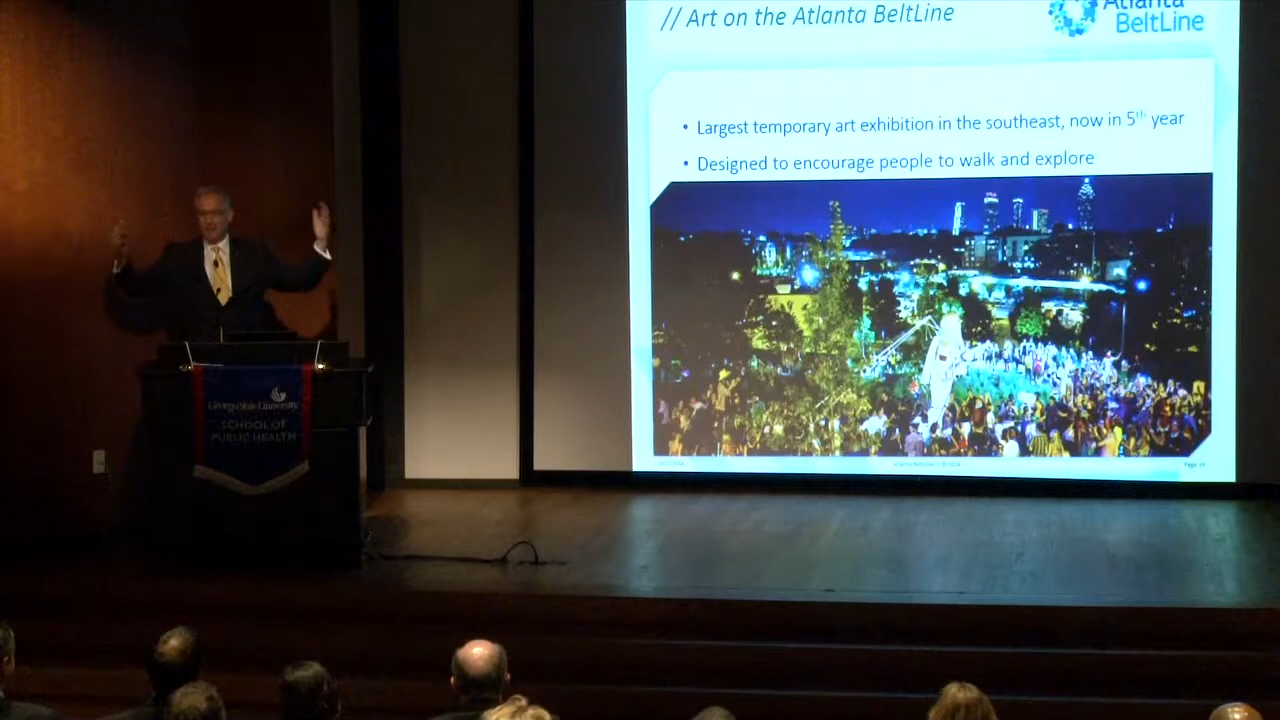 // Art on the Atlanta BeltLine
Atlanta
BeltLine
• Largest temporary art exhibition in the southeast, now in 5th year
• Designed to encourage people to walk and explore
Georgia State University
SCHOOL OF
PUBLIC HEALTH